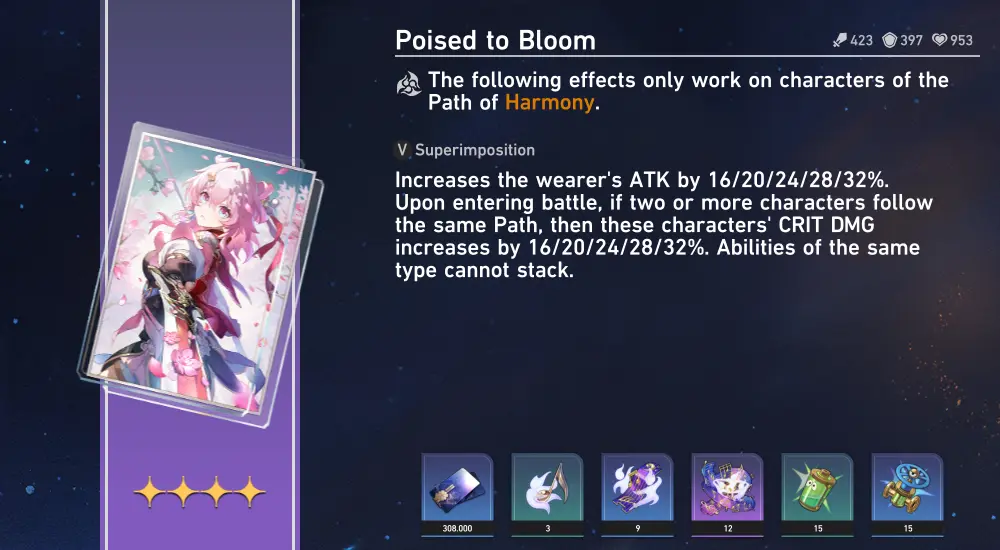 Poised to Bloom
423 397 953
The following effects only work on characters of the
Path of Harmony.
V Superimposition
Increases the wearer's ATK by 16/20/24/28/32%.
Upon entering battle, if two or more characters follow
the same Path, then these characters' CRIT DMG
increases by 16/20/24/28/32%. Abilities of the same
type cannot stack.
308.000 3 9 12 15 15